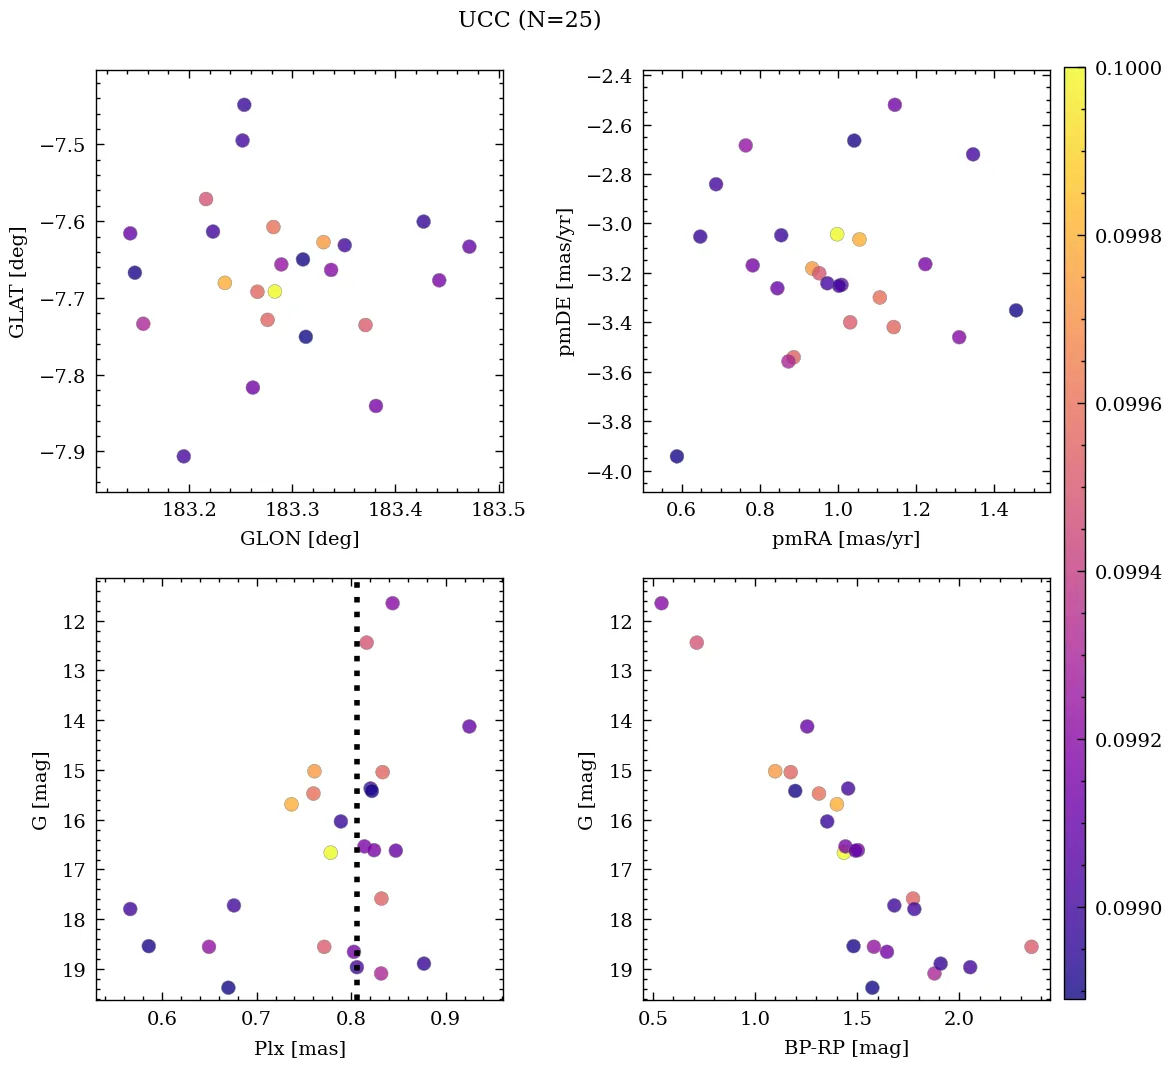 UCC (N=25)
−7.5
−7.6
−7.7
−7.8
−7.9
GLAT [deg]
183.2 183.3 183.4 183.5
GLON [deg]
−2.4
−2.6
−2.8
−3.0
−3.2
−3.4
−3.6
−3.8
−4.0
pmDE [mas/yr]
0.6 0.8 1.0 1.2 1.4
pmRA [mas/yr]
12
13
14
15
16
17
18
19
G [mag]
0.6 0.7 0.8 0.9
Plx [mas]
12
13
14
15
16
17
18
19
G [mag]
0.5 1.0 1.5 2.0
BP-RP [mag]
0.1000
0.0998
0.0996
0.0994
0.0992
0.0990